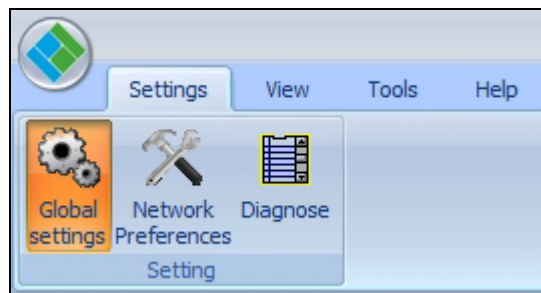 Settings View Tools Help
Global settings
Network Preferences
Diagnose
Setting